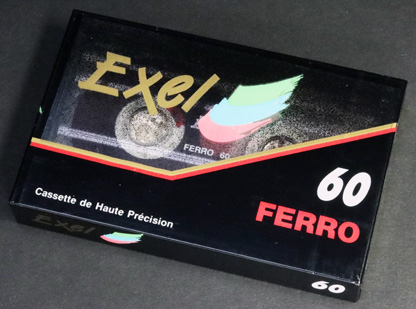 Exel
FERRO 60
60
FERRO
Cassette de Haute Précision
Exel
60